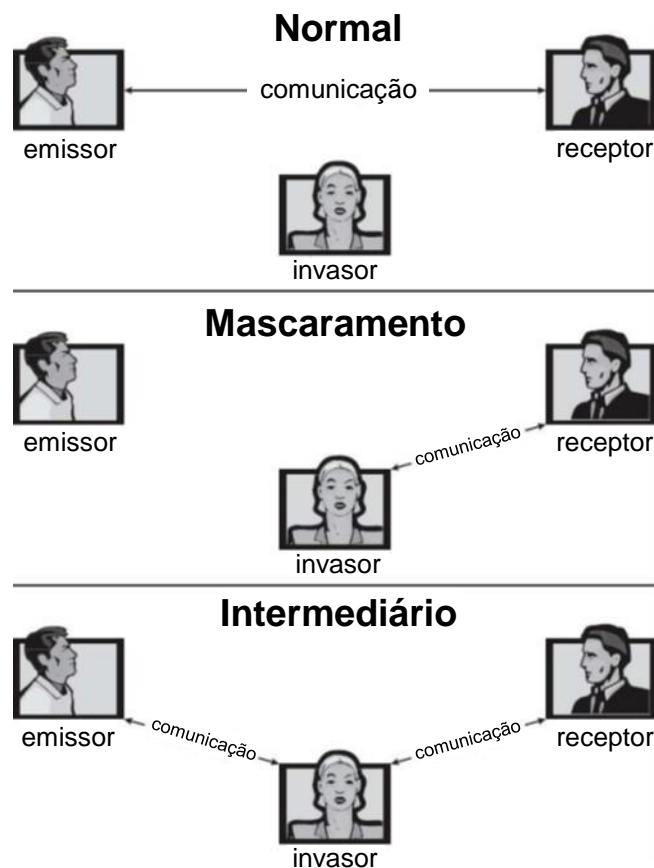 Normal
comunicação
emissor
receptor
invasor
Mascaramento
emissor
comunicação
receptor
invasor
Intermediário
emissor
comunicação
comunicação
receptor
invasor